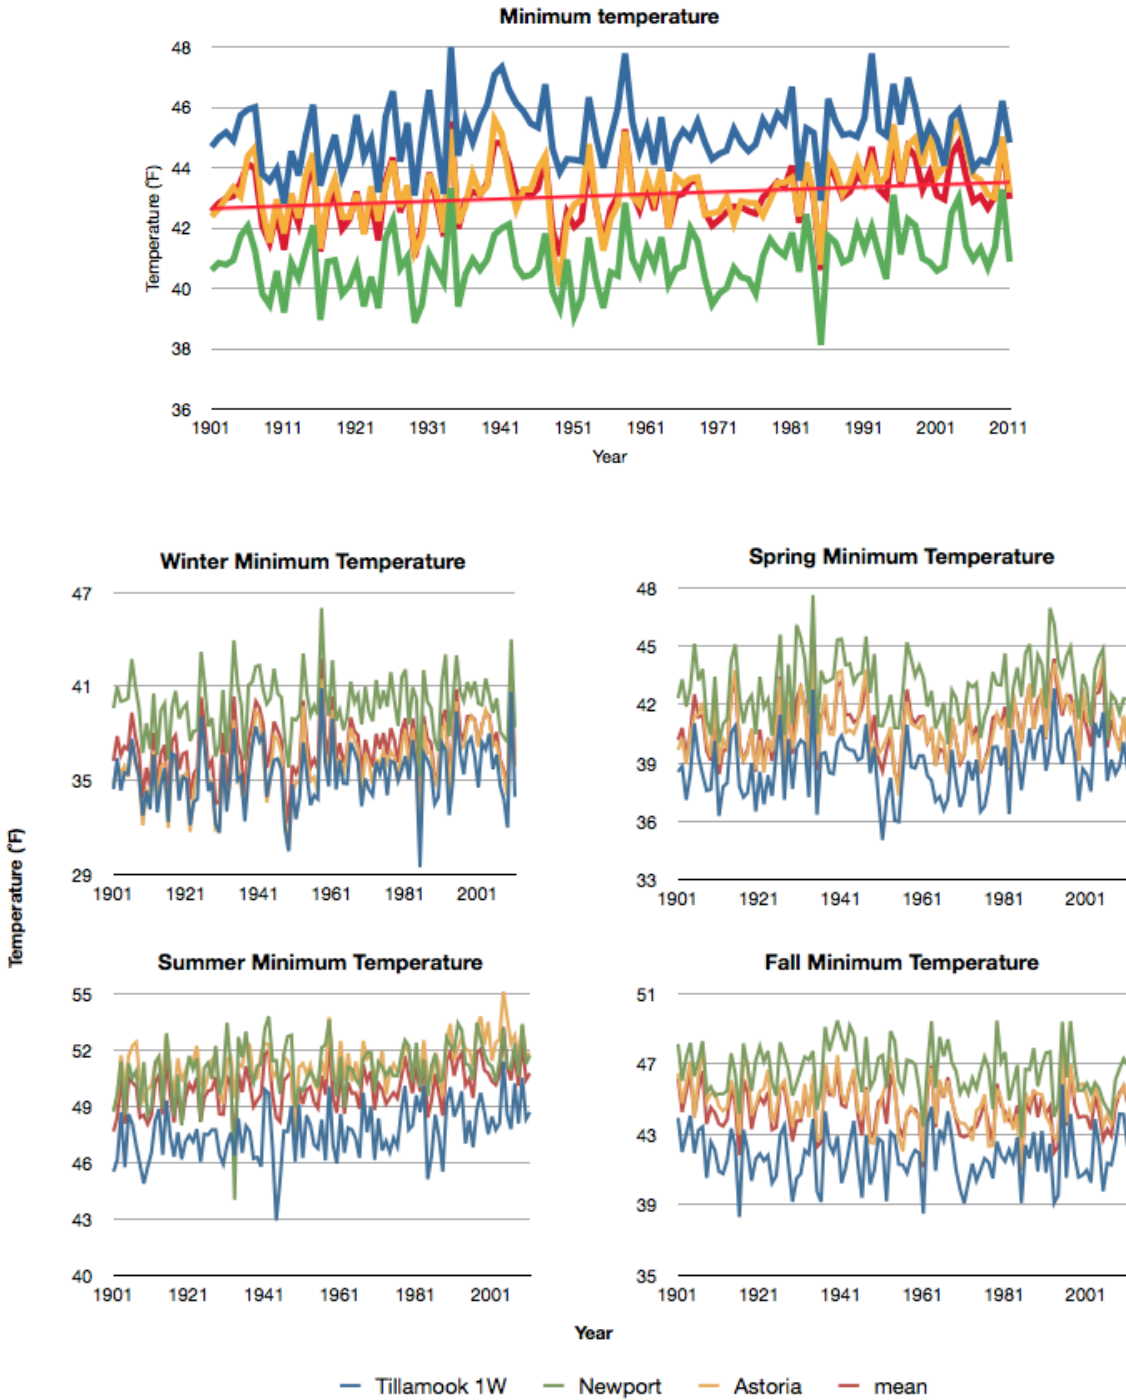 Minimum temperature
48
46
44
42
40
38
36
Temperature (°F)
1901 1911 1921 1931 1941 1951 1961 1971 1981 1991 2001 2011
Year
Winter Minimum Temperature
47
41
35
29
1901 1921 1941 1961 1981 2001
Spring Minimum Temperature
48
45
42
39
36
33
1901 1921 1941 1961 1981 2001
Temperature (°F)
Summer Minimum Temperature
55
52
49
46
43
40
1901 1921 1941 1961 1981 2001
Fall Minimum Temperature
51
47
43
39
35
1901 1921 1941 1961 1981 2001
Year
Tillamook 1W Newport Astoria mean